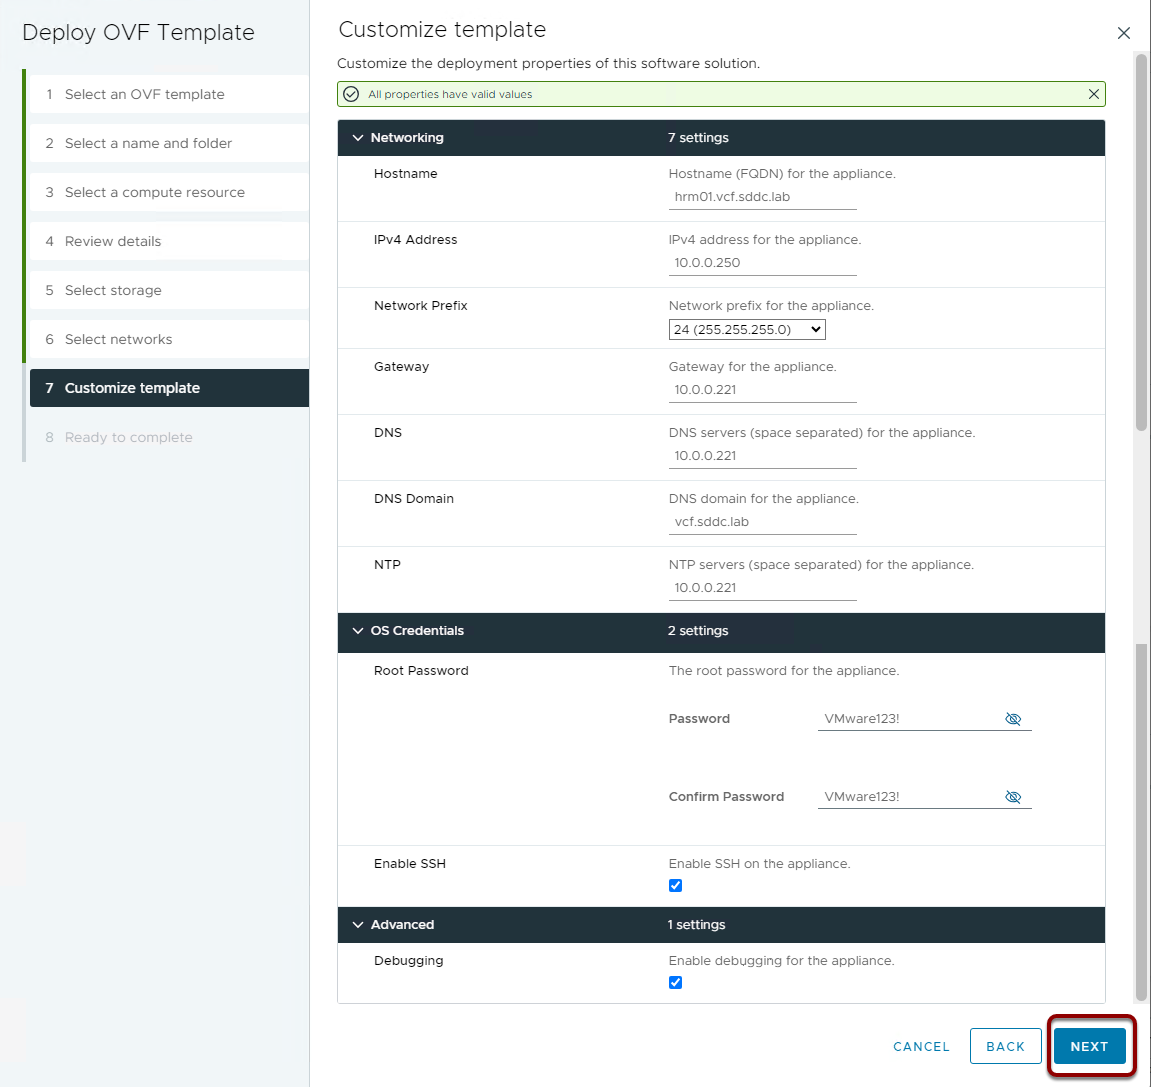 Deploy OVF Template
1 Select an OVF template
2 Select a name and folder
3 Select a compute resource
4 Review details
5 Select storage
6 Select networks
7 Customize template
8 Ready to complete
Customize template
Customize the deployment properties of this software solution.
All properties have valid values
Networking 7 settings
Hostname Hostname (FQDN) for the appliance.
hrm01.vcf.sddc.lab
IPv4 Address IPv4 address for the appliance.
10.0.0.250
Network Prefix Network prefix for the appliance.
24 (255.255.255.0)
Gateway Gateway for the appliance.
10.0.0.221
DNS DNS servers (space separated) for the appliance.
10.0.0.221
DNS Domain DNS domain for the appliance.
vcf.sddc.lab
NTP NTP servers (space separated) for the appliance.
10.0.0.221
OS Credentials 2 settings
Root Password The root password for the appliance.
Password VMware123!
Confirm Password VMware123!
Enable SSH Enable SSH on the appliance.
Advanced 1 settings
Debugging Enable debugging for the appliance.
CANCEL BACK NEXT